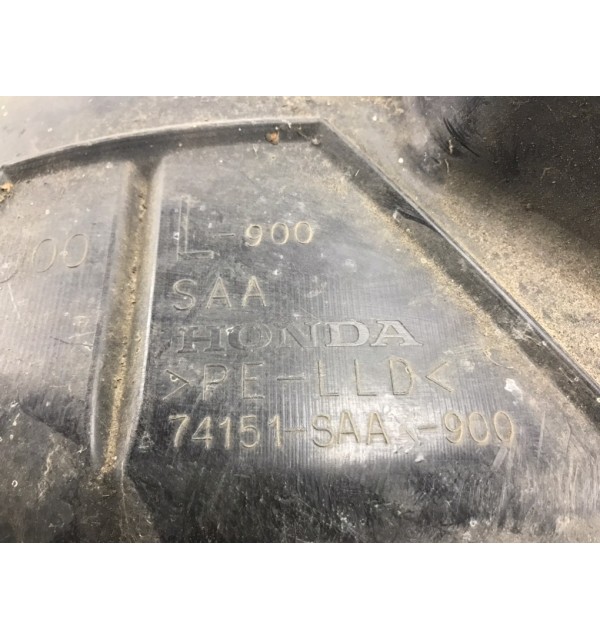 L-900
SAA
HONDA
>PE-LLD<
74151-SAA -900